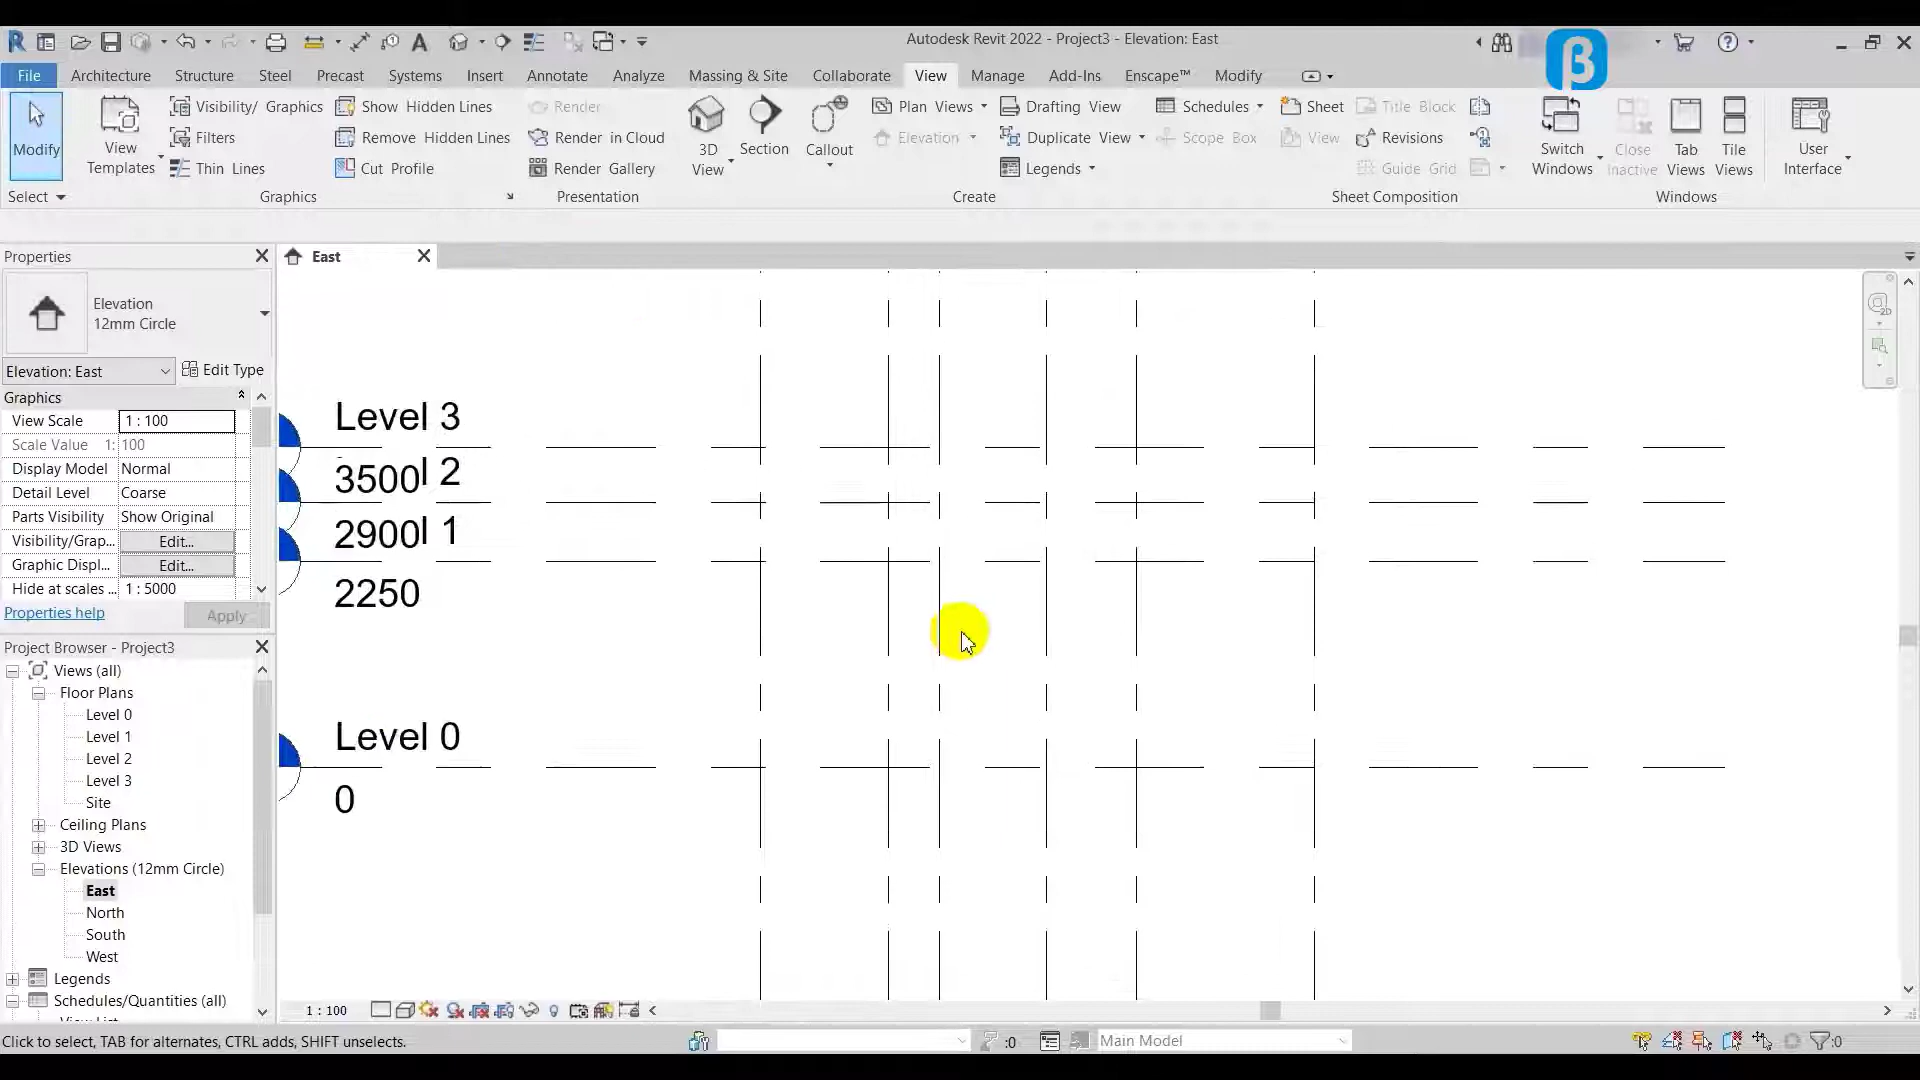 Autodesk Revit 2022 - Project3 - Elevation: East
File Architecture Structure Steel Precast Systems Insert Annotate Analyze Massing & Site Collaborate View Manage Add-Ins Enscape™ Modify
Modify
View Templates
Visibility/ Graphics
Filters
Thin Lines
Show Hidden Lines
Remove Hidden Lines
Cut Profile
Render
Render in Cloud
Render Gallery
3D View
Section
Callout
Plan Views
Elevation
Drafting View
Duplicate View
Legends
Schedules
Scope Box
Sheet
View
Title Block
Revisions
Guide Grid
Switch Windows
Close Inactive
Tab Views
Tile Views
User Interface
Select Graphics Presentation Create Sheet Composition Windows
Properties
East
Elevation
12mm Circle
Elevation: East
Edit Type
Graphics
View Scale 1 : 100
Scale Value 1: 100
Display Model Normal
Detail Level Coarse
Parts Visibility Show Original
Visibility/Grap... Edit...
Graphic Displ... Edit...
Hide at scales ... 1 : 5000
Properties help
Apply
Project Browser - Project3
Views (all)
Floor Plans
Level 0
Level 1
Level 2
Level 3
Site
Ceiling Plans
3D Views
Elevations (12mm Circle)
East
North
South
West
Legends
Schedules/Quantities (all)
Level 3
3500l 2
2900l 1
2250
Level 0
0
2D
β
1 : 100
Click to select, TAB for alternates, CTRL adds, SHIFT unselects.
:0
Main Model
:0